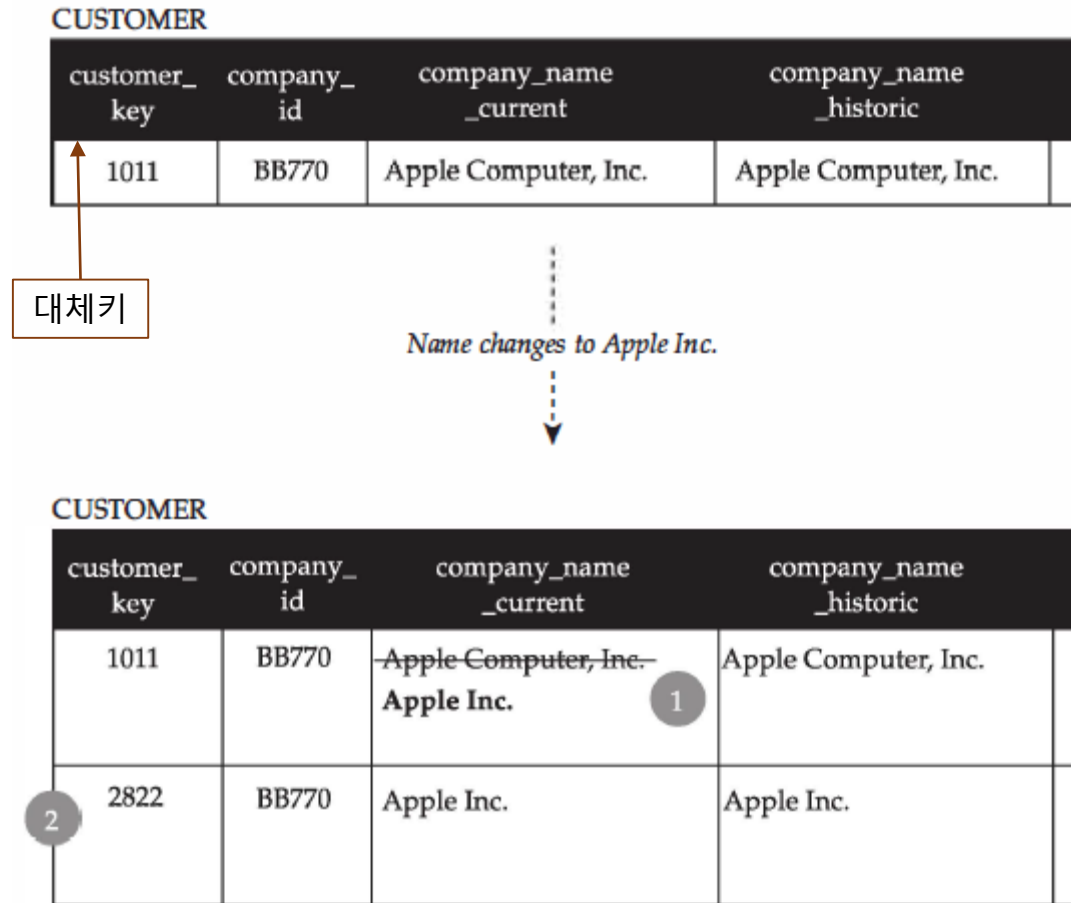 CUSTOMER
customer_ company_ company_name company_name
key id _current _historic
1011 BB770 Apple Computer, Inc. Apple Computer, Inc.
대체키
Name changes to Apple Inc.
CUSTOMER
customer_ company_ company_name company_name
key id _current _historic
1011 BB770 Apple Computer, Inc. Apple Computer, Inc.
Apple Inc. 1
2 2822 BB770 Apple Inc. Apple Inc.